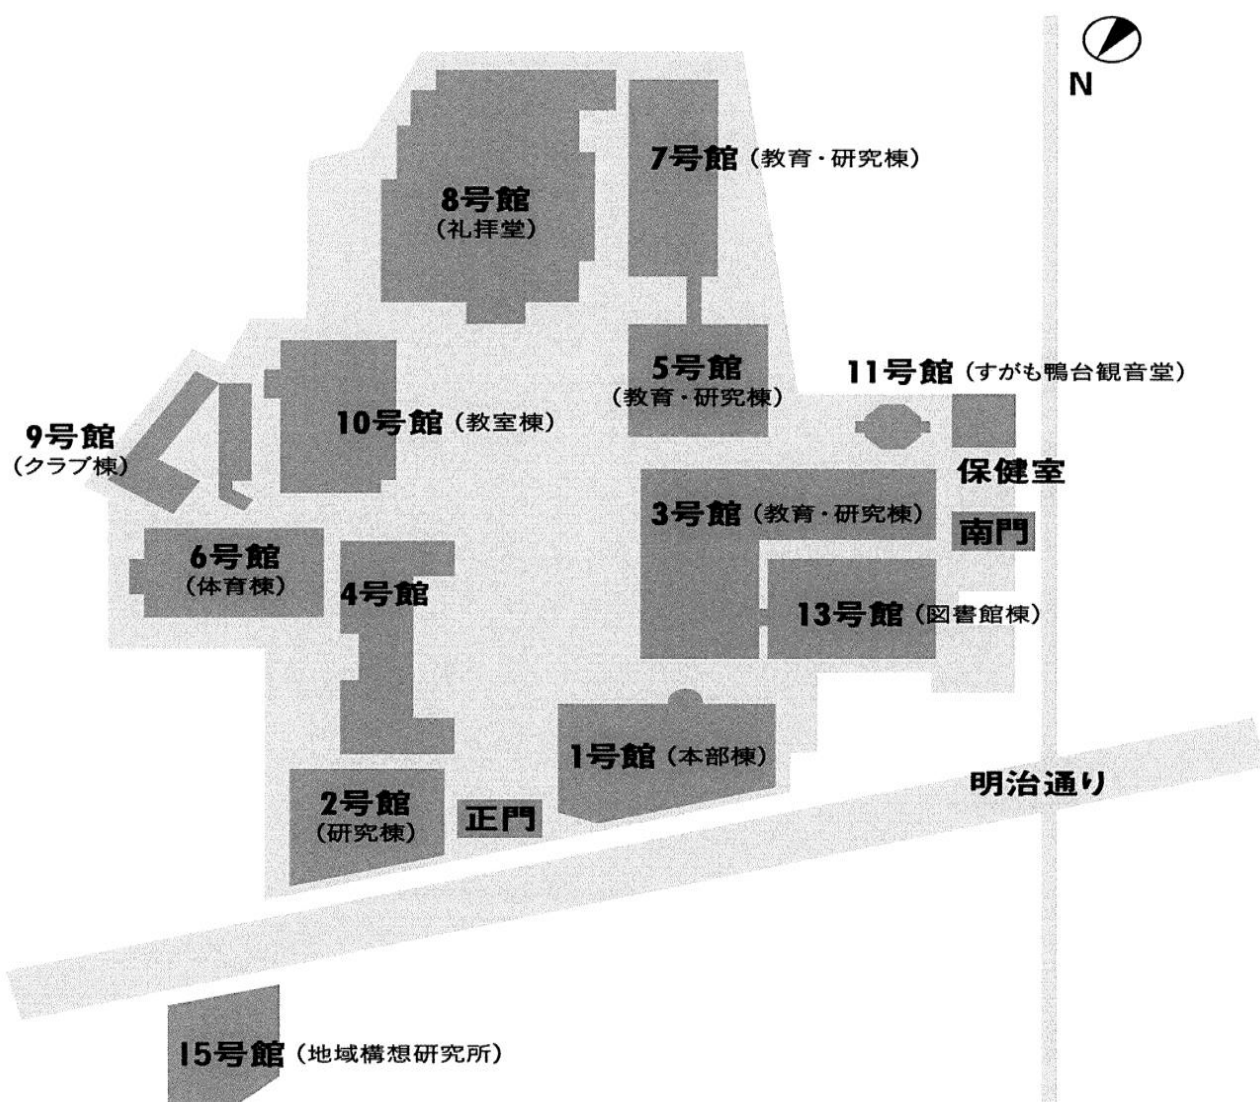 N
7号館 (教育・研究棟)
8号館
(礼拝堂)
5号館
(教育・研究棟)
11号館 (すがも鴨台観音堂)
10号館 (教室棟)
9号館
(クラブ棟)
保健室
3号館 (教育・研究棟)
南門
6号館
(体育棟)
4号館
13号館 (図書館棟)
1号館 (本部棟)
明治通り
2号館
(研究棟)
正門
15号館 (地域構想研究所)